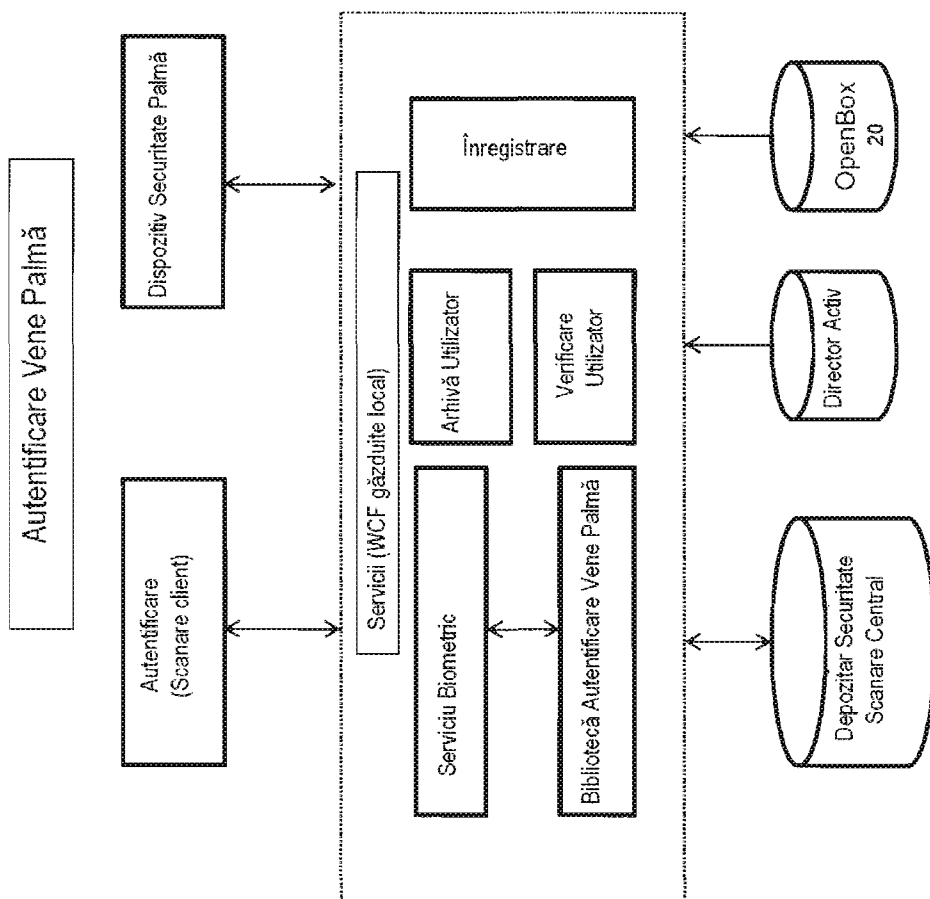 Autentificare Vene Palmă
Autentificare
(Scanare client)
Dispozitiv Securitate Palmă
Servicii (WCF găzduite local)
Serviciu Biometric
Arhivă Utilizator
Înregistrare
Bibliotecă Autentificare Vene Palmă
Verificare
Utilizator
Depozitar Securitate
Scanare Central
Director Activ
OpenBox
20